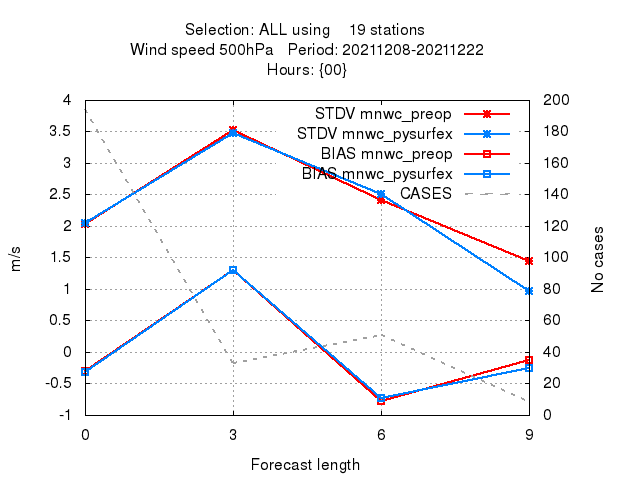 Selection: ALL using 19 stations
Wind speed 500hPa Period: 20211208-20211222
Hours: {00}
4 200
3.5 180
3 160
2.5 140
2 120
1.5 100
1 80
0.5 60
0 40
-0.5 20
-1 0
STDV mnwc_preop
STDV mnwc_pysurfex
BIAS mnwc_preop
BIAS mnwc_pysurfex
CASES
m/s
No cases
0 3 6 9
Forecast length